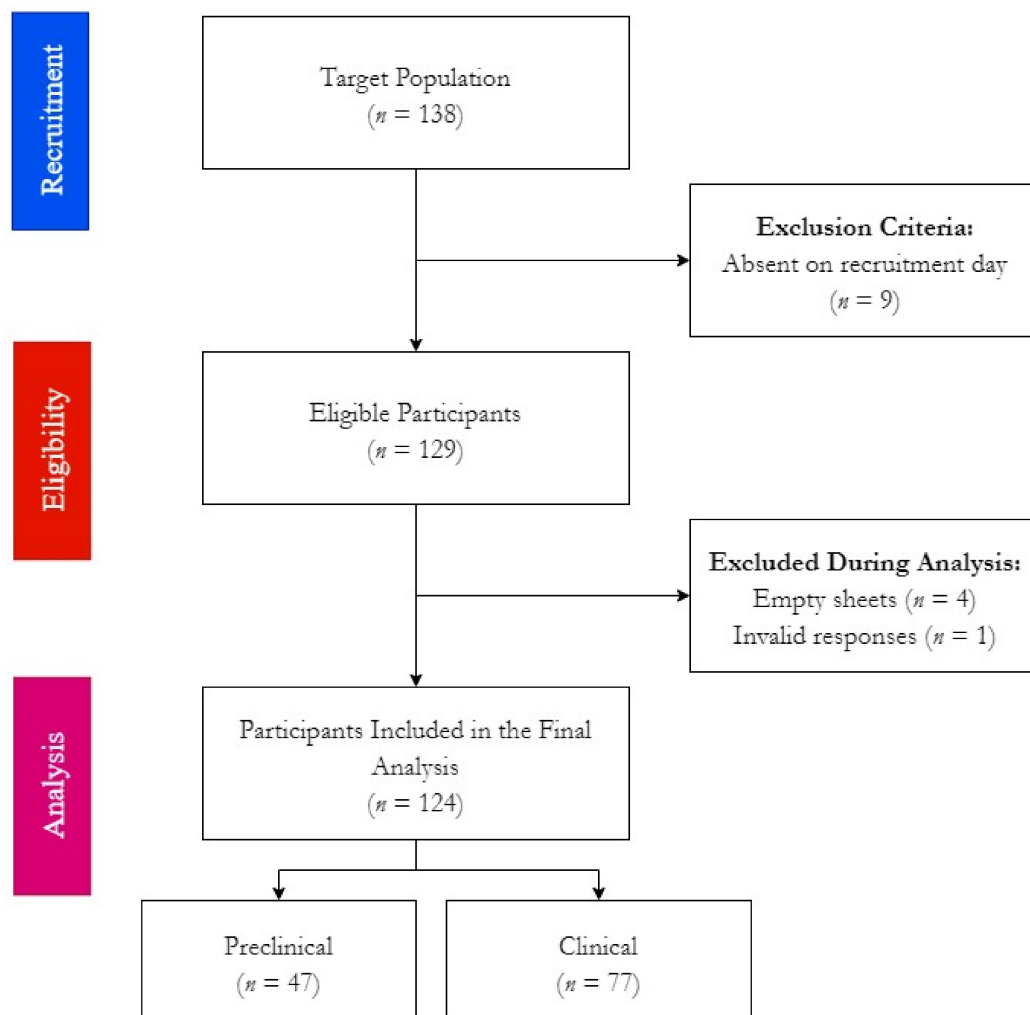 Recruitment
Target Population
(n = 138)
Exclusion Criteria:
Absent on recruitment day
(n = 9)
Eligibility
Eligible Participants
(n = 129)
Excluded During Analysis:
Empty sheets (n = 4)
Invalid responses (n = 1)
Analysis
Participants Included in the Final
Analysis
(n = 124)
Preclinical
(n = 47)
Clinical
(n = 77)